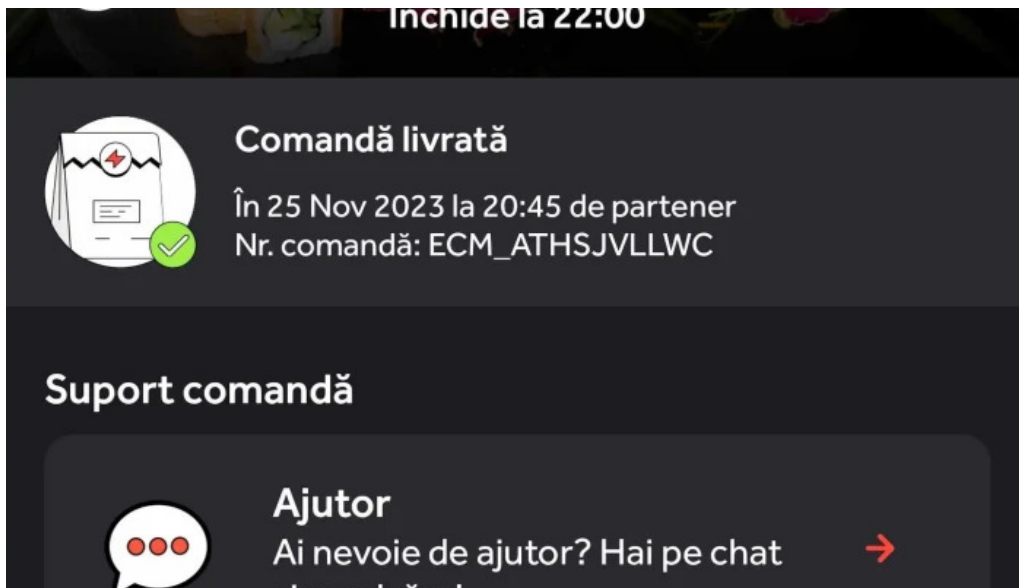 Închide la 22:00
Comandă livrată
În 25 Nov 2023 la 20:45 de partener
Nr. comandă: ECM_ATHSJVLLWC
Suport comandă
Ajutor
Ai nevoie de ajutor? Hai pe chat